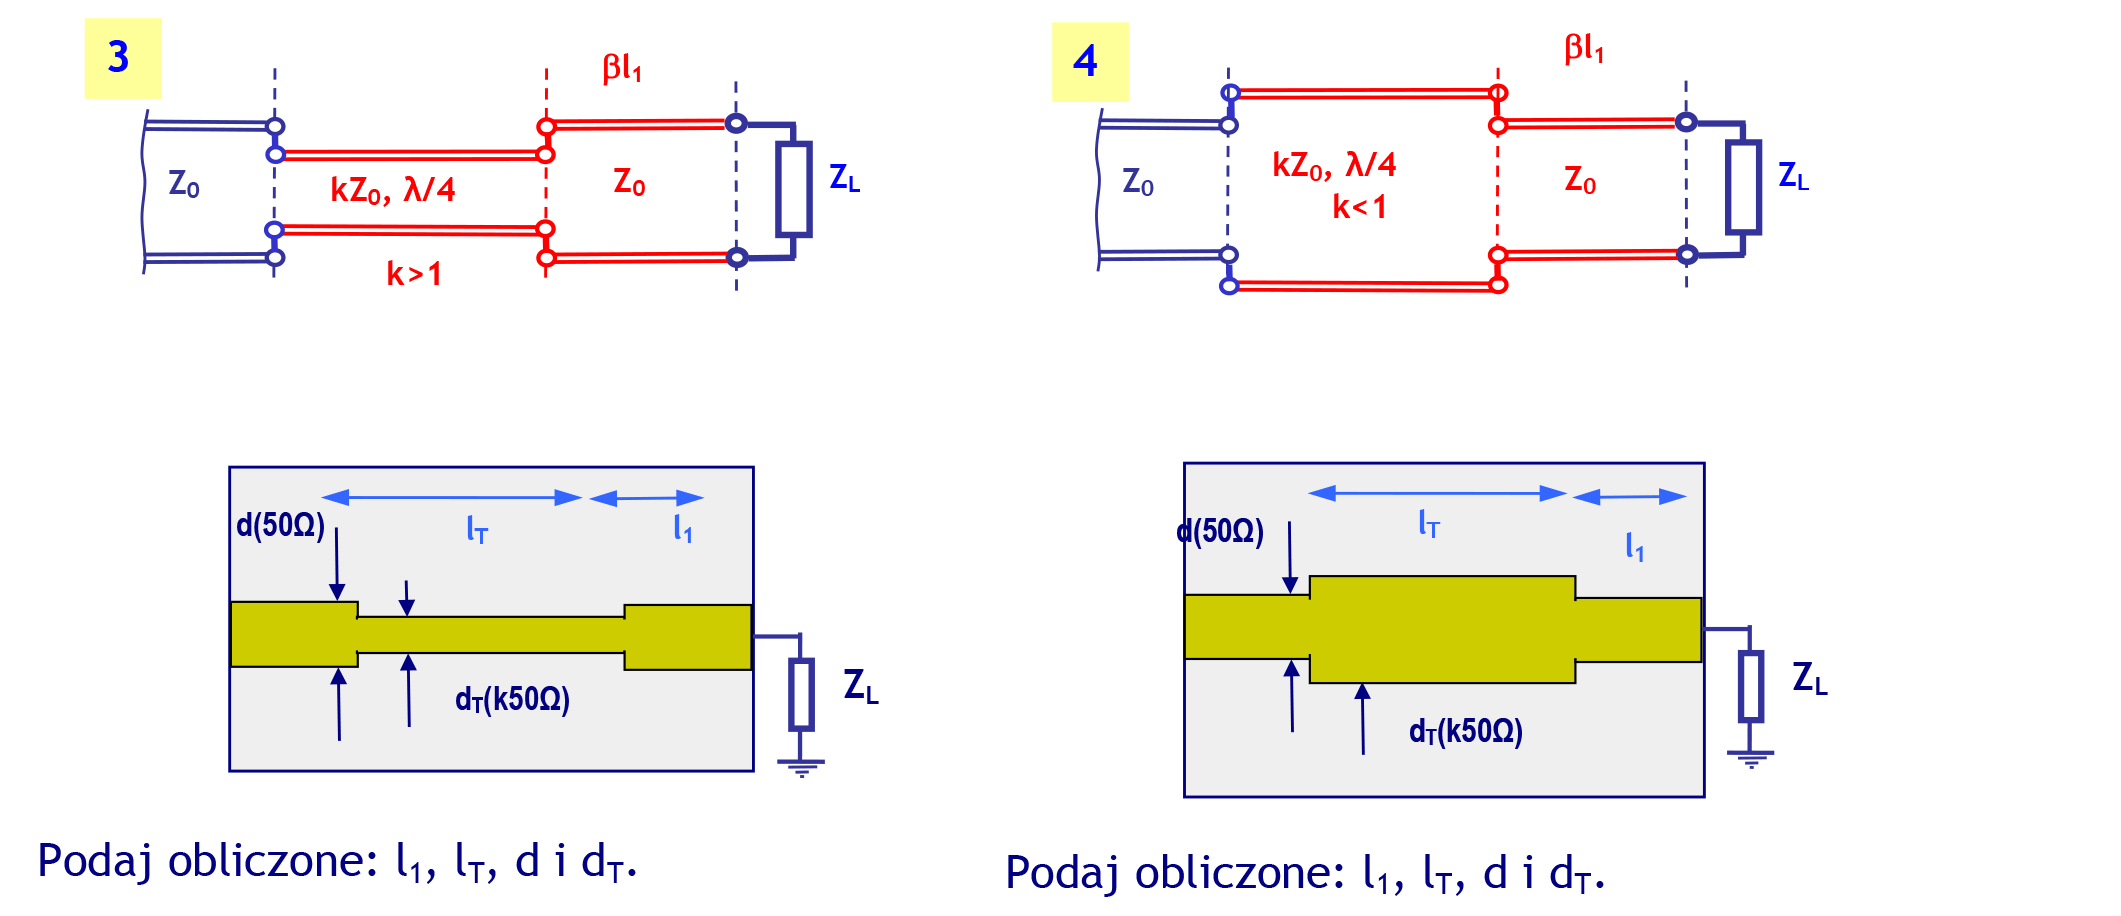 3
βl₁
Z₀
kZ₀, λ/4
Z₀
Z_L
k>1
d(50Ω)
l_T
l₁
d_T(k50Ω)
Z_L
Podaj obliczone: l₁, l_T, d i d_T.
4
βl₁
Z₀
kZ₀, λ/4
k<1
Z₀
Z_L
d(50Ω)
l_T
l₁
d_T(k50Ω)
Z_L
Podaj obliczone: l₁, l_T, d i d_T.